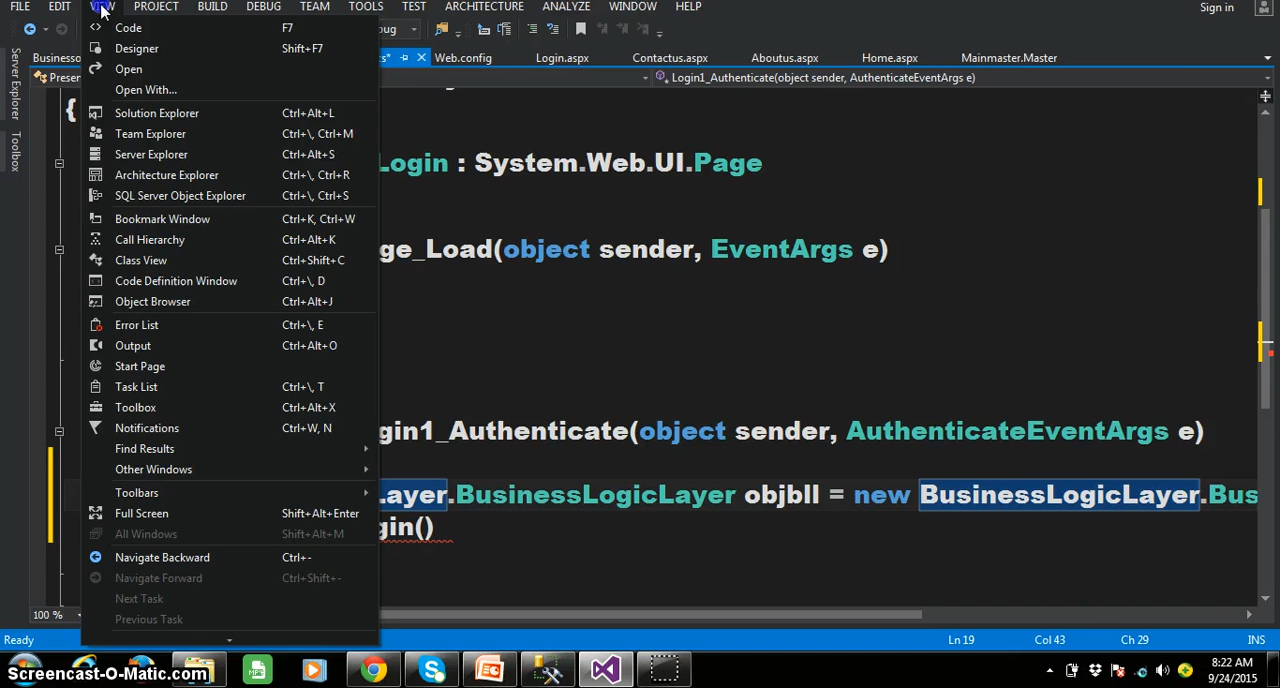 FILE EDIT VIEW PROJECT BUILD DEBUG TEAM TOOLS TEST ARCHITECTURE ANALYZE WINDOW HELP Sign in
Code F7
Designer Shift+F7
Open
Open With...
Solution Explorer Ctrl+Alt+L
Team Explorer Ctrl+\, Ctrl+M
Server Explorer Ctrl+Alt+S
Architecture Explorer Ctrl+\, Ctrl+R
SQL Server Object Explorer Ctrl+\, Ctrl+S
Bookmark Window Ctrl+K, Ctrl+W
Call Hierarchy Ctrl+Alt+K
Class View Ctrl+Shift+C
Code Definition Window Ctrl+\, D
Object Browser Ctrl+Alt+J
Error List Ctrl+\, E
Output Ctrl+Alt+O
Start Page
Task List Ctrl+\, T
Toolbox Ctrl+Alt+X
Notifications Ctrl+W, N
Find Results
Other Windows
Toolbars
Full Screen Shift+Alt+Enter
All Windows Shift+Alt+M
Navigate Backward Ctrl+-
Navigate Forward Ctrl+Shift+-
Next Task
Previous Task
Server Explorer
Toolbox
bug
Businesso
s* Web.config Login.aspx Contactus.aspx Aboutus.aspx Home.aspx Mainmaster.Master
Presen
Login1_Authenticate(object sender, AuthenticateEventArgs e)
{
Login : System.Web.UI.Page
ge_Load(object sender, EventArgs e)
gin1_Authenticate(object sender, AuthenticateEventArgs e)
Layer.BusinessLogicLayer objbll = new BusinessLogicLayer.Bus
gin()
100 %
Ready Ln 19 Col 43 Ch 29 INS
Screencast-O-Matic.com
8:22 AM
9/24/2015